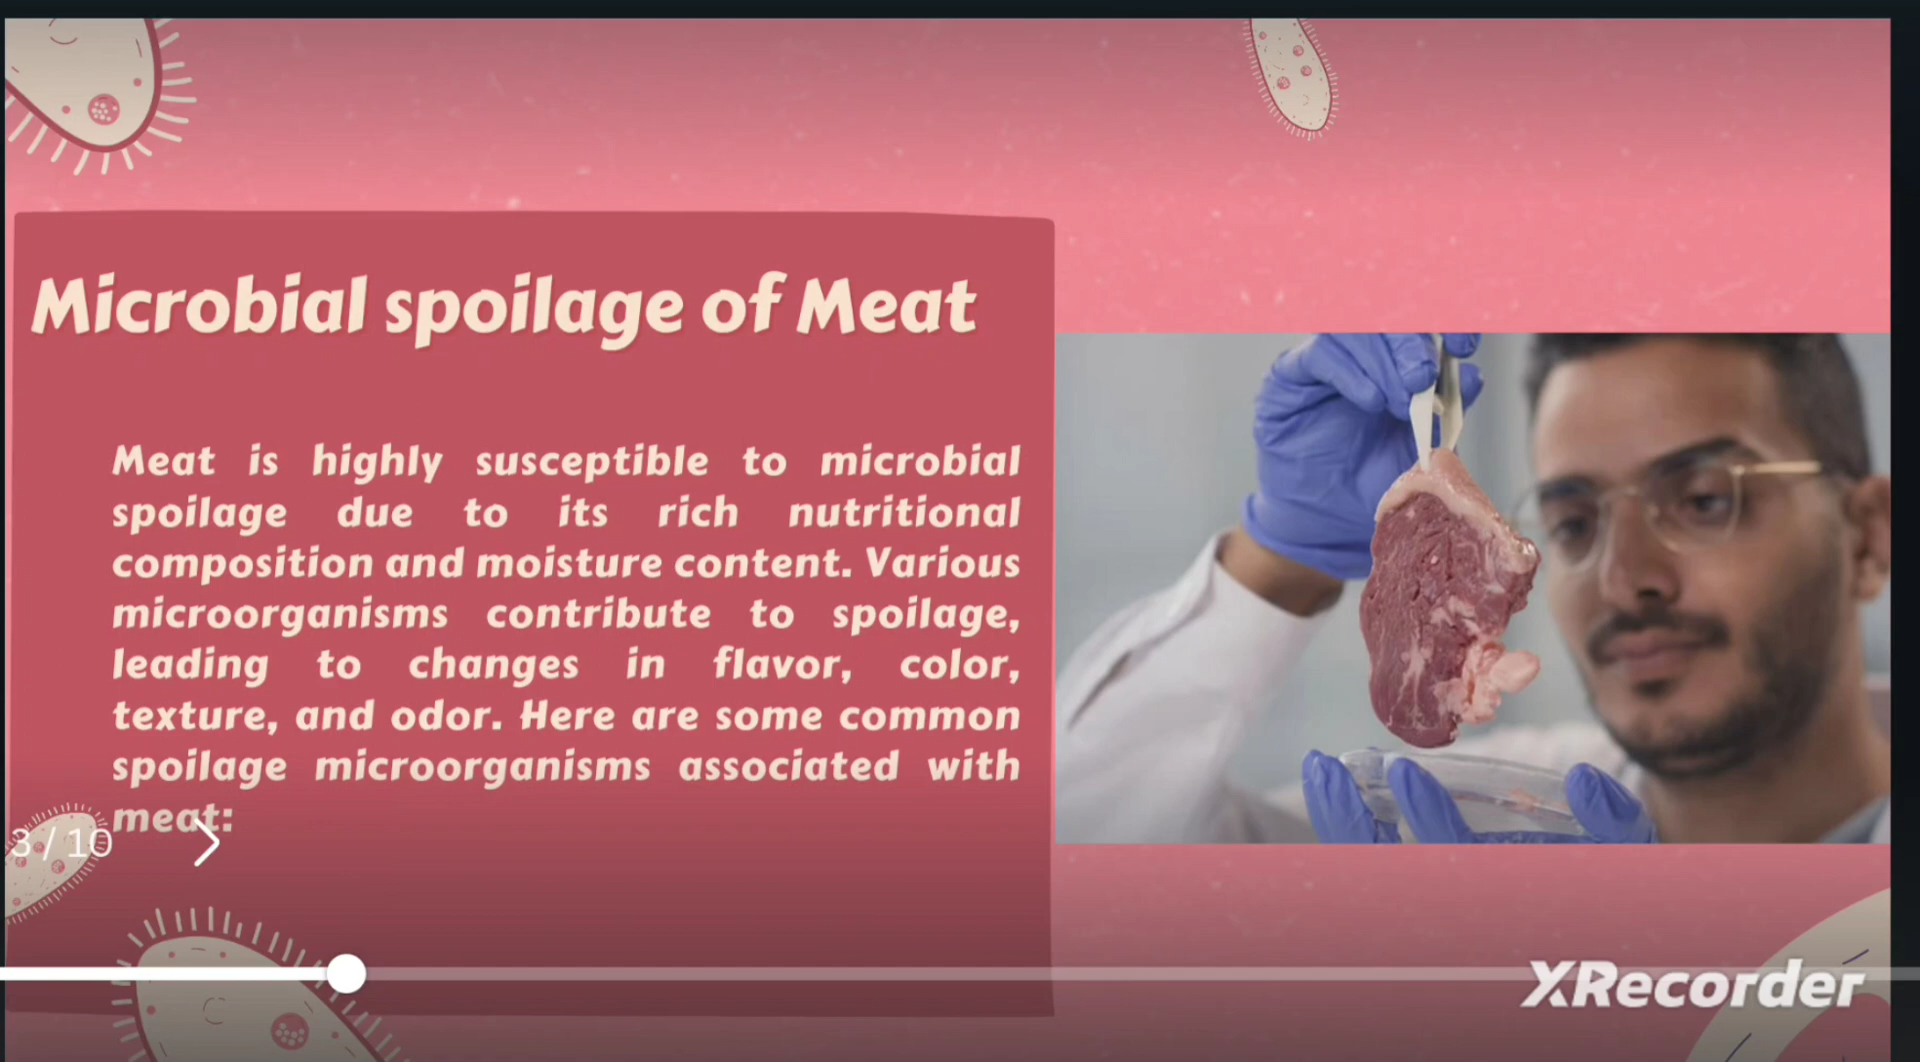 Microbial spoilage of Meat
Meat is highly susceptible to microbial
spoilage due to its rich nutritional
composition and moisture content. Various
microorganisms contribute to spoilage,
leading to changes in flavor, color,
texture, and odor. Here are some common
spoilage microorganisms associated with
meat:
3 / 10
XRecorder